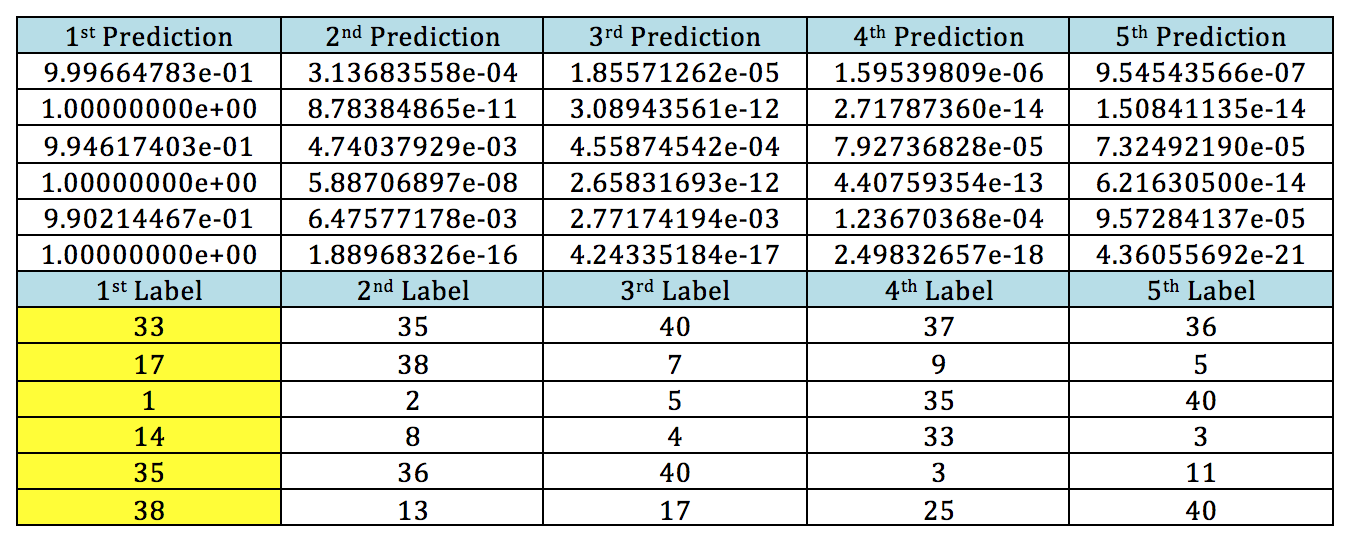 1st Prediction 2nd Prediction 3rd Prediction 4th Prediction 5th Prediction
9.99664783e-01 3.13683558e-04 1.85571262e-05 1.59539809e-06 9.54543566e-07
1.00000000e+00 8.78384865e-11 3.08943561e-12 2.71787360e-14 1.50841135e-14
9.94617403e-01 4.74037929e-03 4.55874542e-04 7.92736828e-05 7.32492190e-05
1.00000000e+00 5.88706897e-08 2.65831693e-12 4.40759354e-13 6.21630500e-14
9.90214467e-01 6.47577178e-03 2.77174194e-03 1.23670368e-04 9.57284137e-05
1.00000000e+00 1.88968326e-16 4.24335184e-17 2.49832657e-18 4.36055692e-21
1st Label 2nd Label 3rd Label 4th Label 5th Label
33 35 40 37 36
17 38 7 9 5
1 2 5 35 40
14 8 4 33 3
35 36 40 3 11
38 13 17 25 40